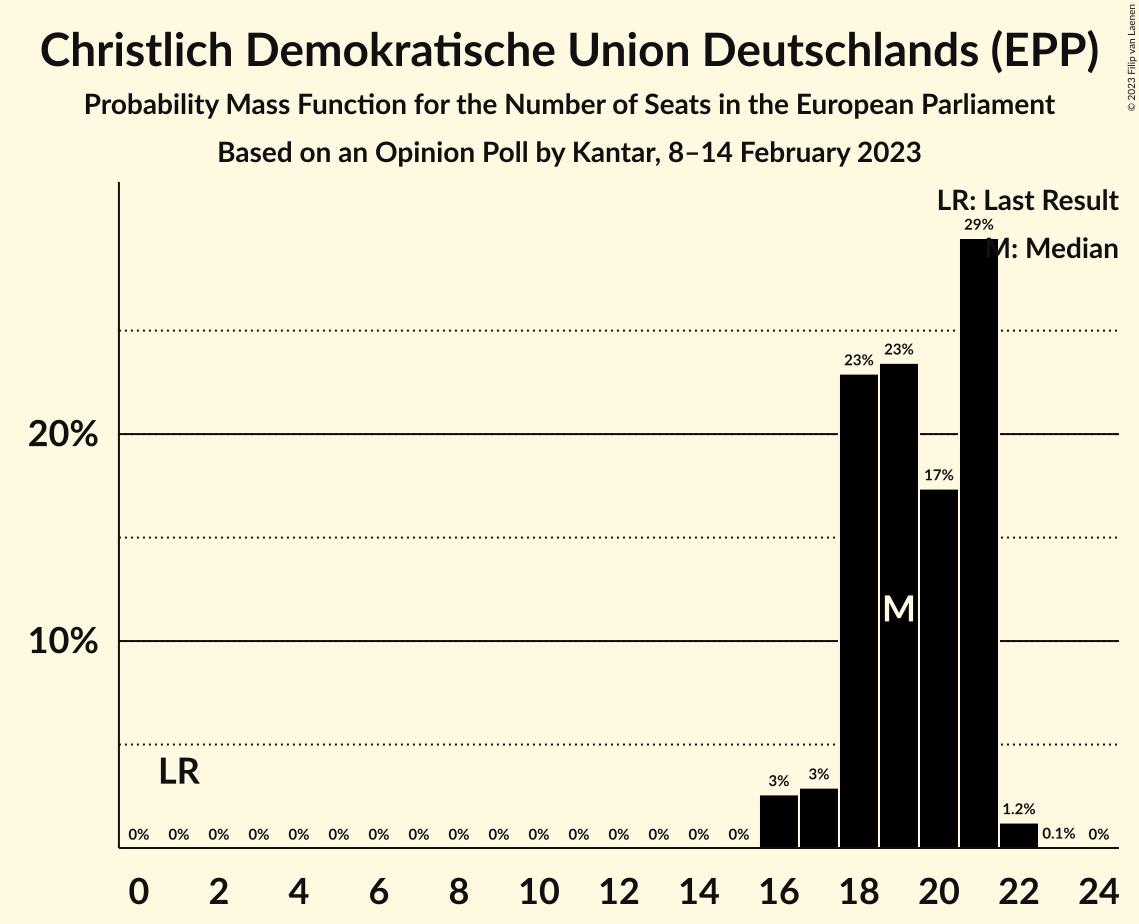 Christlich Demokratische Union Deutschlands (EPP)
Probability Mass Function for the Number of Seats in the European Parliament
Based on an Opinion Poll by Kantar, 8–14 February 2023
© 2023 Filip van Laenen
LR: Last Result
M: Median
29%
23%
23%
20%
17%
M
10%
LR
3%
3%
1.2%
0% 0% 0% 0% 0% 0% 0% 0% 0% 0% 0% 0% 0% 0% 0% 0% 0.1% 0%
0 2 4 6 8 10 12 14 16 18 20 22 24